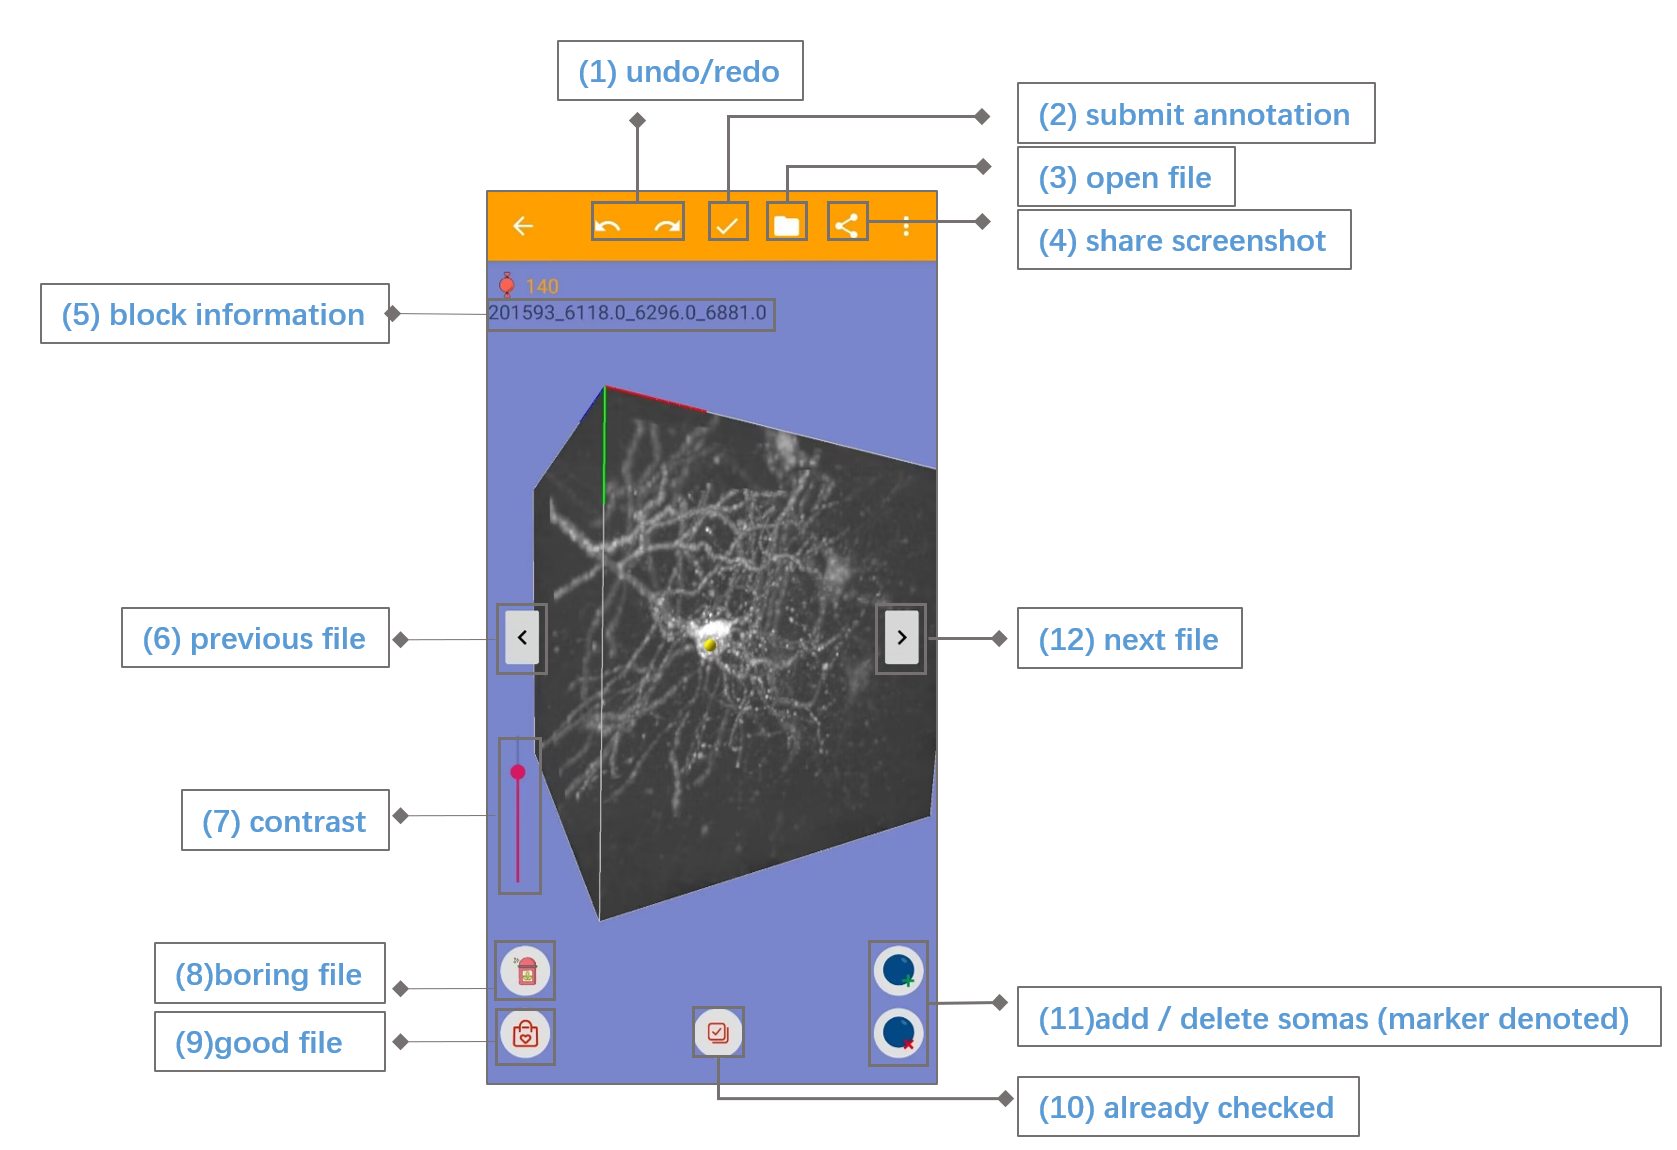 (1) undo/redo
(2) submit annotation
(3) open file
(4) share screenshot
140
(5) block information
201593_6118.0_6296.0_6881.0
(6) previous file
(12) next file
(7) contrast
(8)boring file
(9)good file
(11)add / delete somas (marker denoted)
(10) already checked